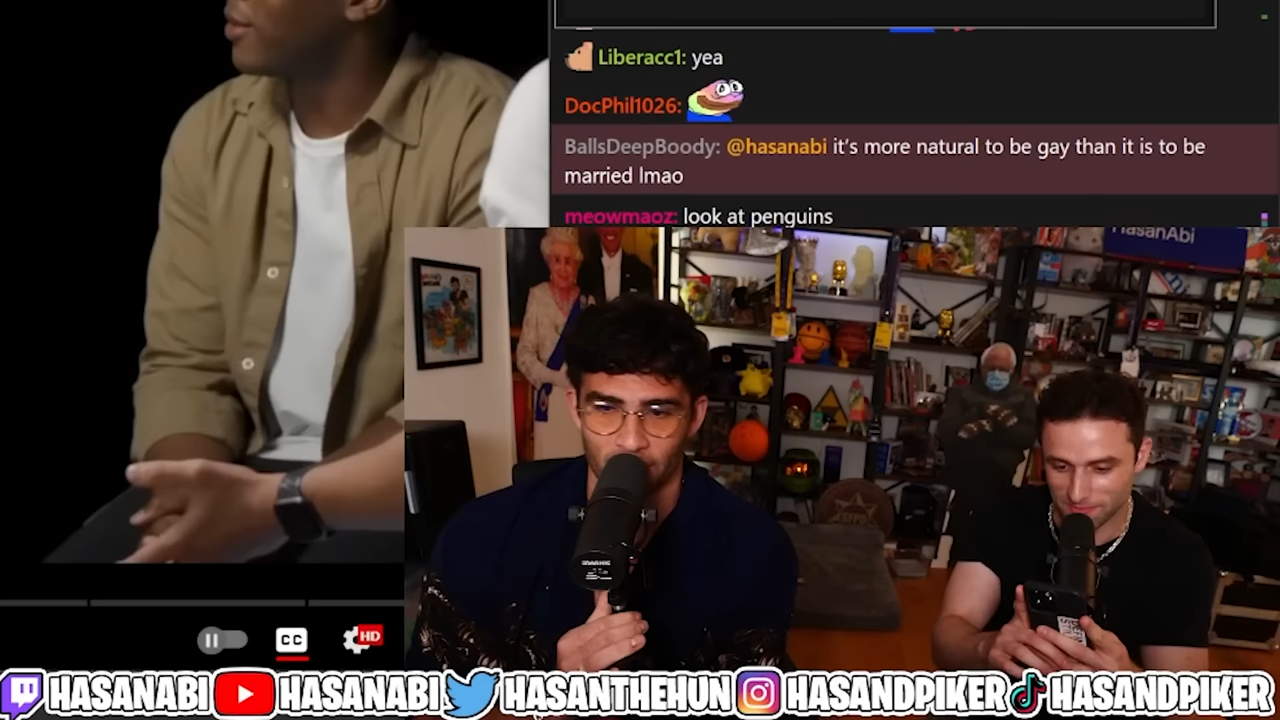 Liberacc1: yea
DocPhil1026:
BallsDeepBoody: @hasanabi it's more natural to be gay than it is to be
married lmao
meowmaoz: look at penguins
HasanAbi
CC
HD
HASANABI HASANABI HASANTHEHUN HASANDPIKER HASANDPIKER